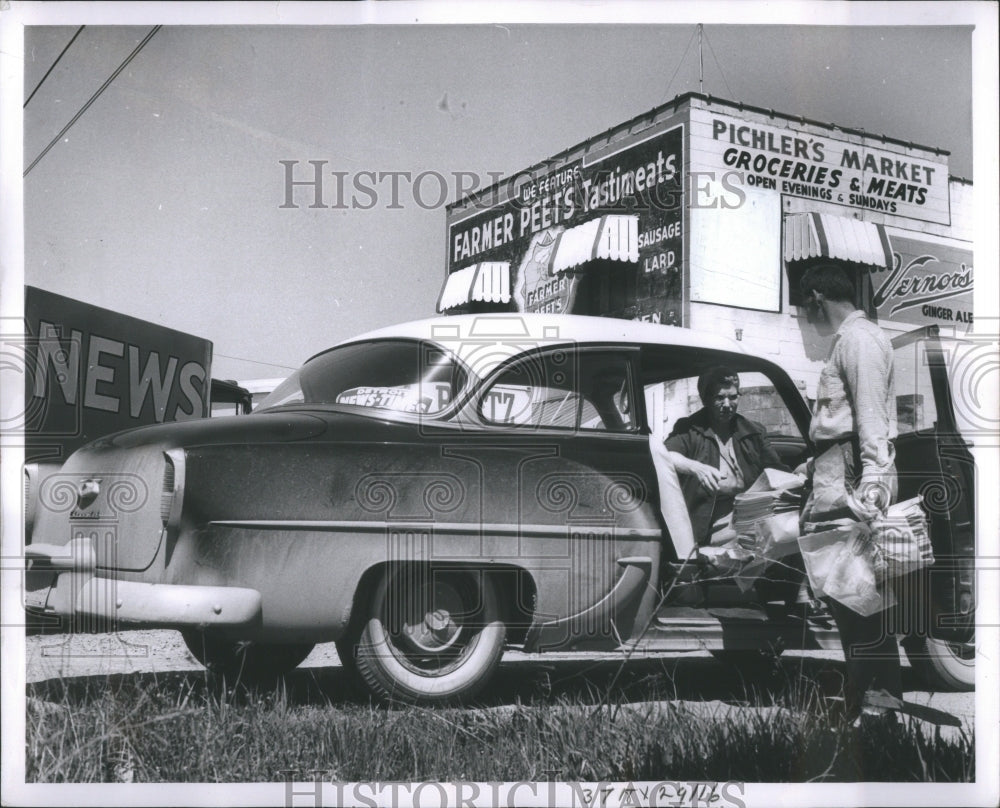 PICHLER'S MARKET
GROCERIES & MEATS
OPEN EVENINGS & SUNDAYS
WE FEATURE
FARMER PEET'S Tastimeats
SAUSAGE
LARD
FARMER
PEET'S
Vernor's
GINGER ALE
NEWS
NEWS-TIMES
HISTORIC IMAGES
HISTORIC IMAGES